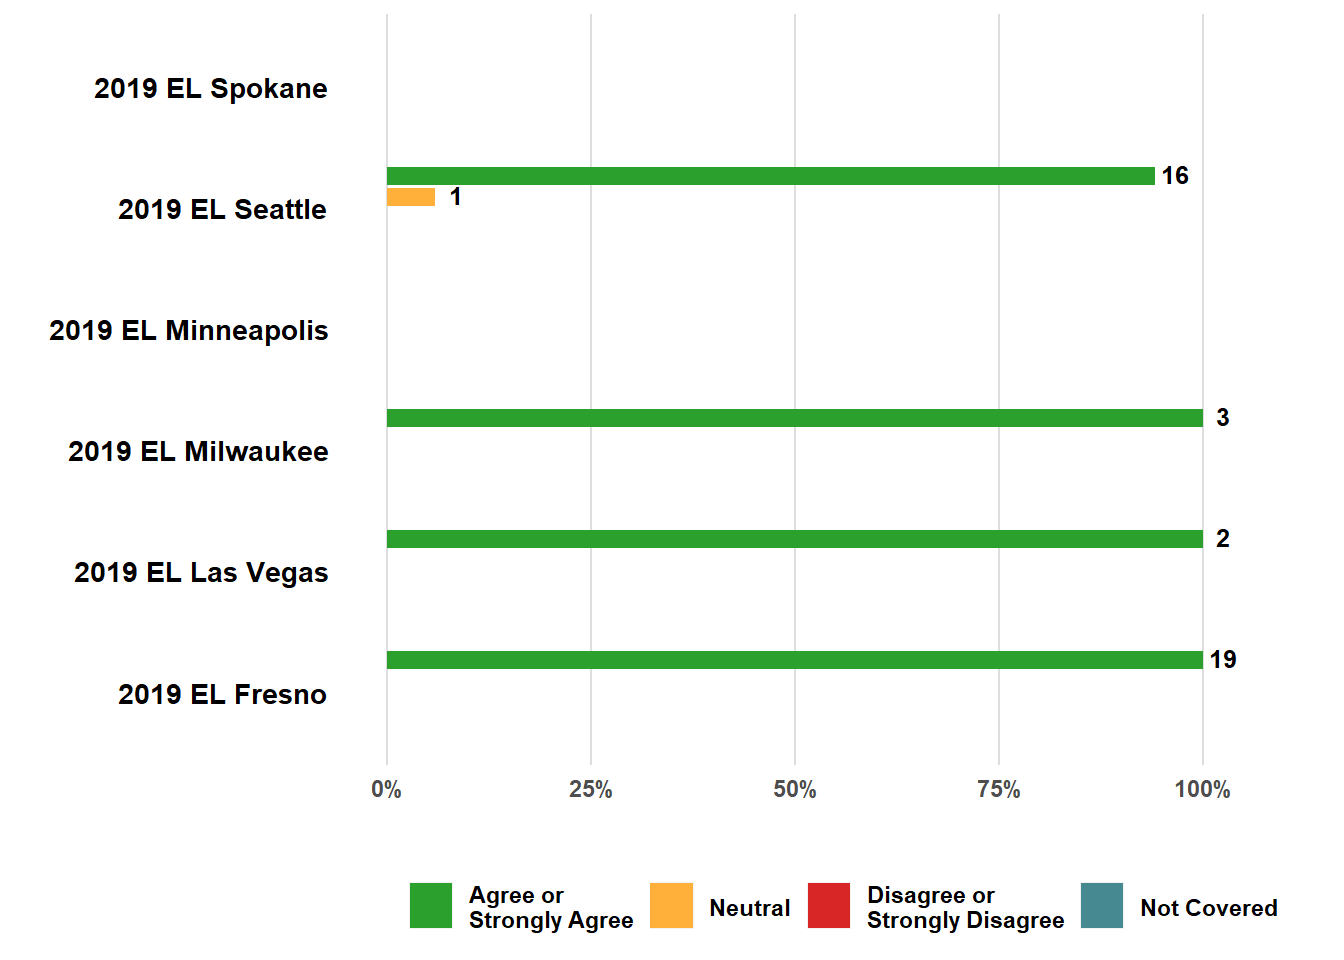 2019 EL Spokane
16
1
2019 EL Seattle
2019 EL Minneapolis
3
2019 EL Milwaukee
2
2019 EL Las Vegas
19
2019 EL Fresno
0% 25% 50% 75% 100%
Agree or
Strongly Agree
Neutral
Disagree or
Strongly Disagree
Not Covered